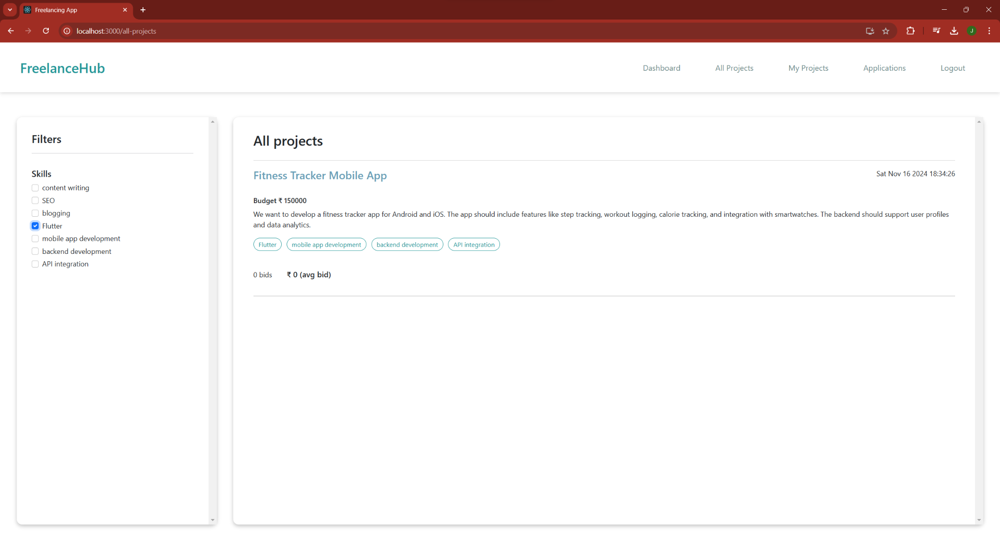 Freelancing App
localhost:3000/all-projects
J
FreelanceHub
Dashboard
All Projects
My Projects
Applications
Logout
Filters
Skills
content writing
SEO
blogging
Flutter
mobile app development
backend development
API integration
All projects
Fitness Tracker Mobile App
Sat Nov 16 2024 18:34:26
Budget ₹ 150000
We want to develop a fitness tracker app for Android and iOS. The app should include features like step tracking, workout logging, calorie tracking, and integration with smartwatches. The backend should support user profiles
and data analytics.
Flutter
mobile app development
backend development
API integration
0 bids
₹ 0 (avg bid)